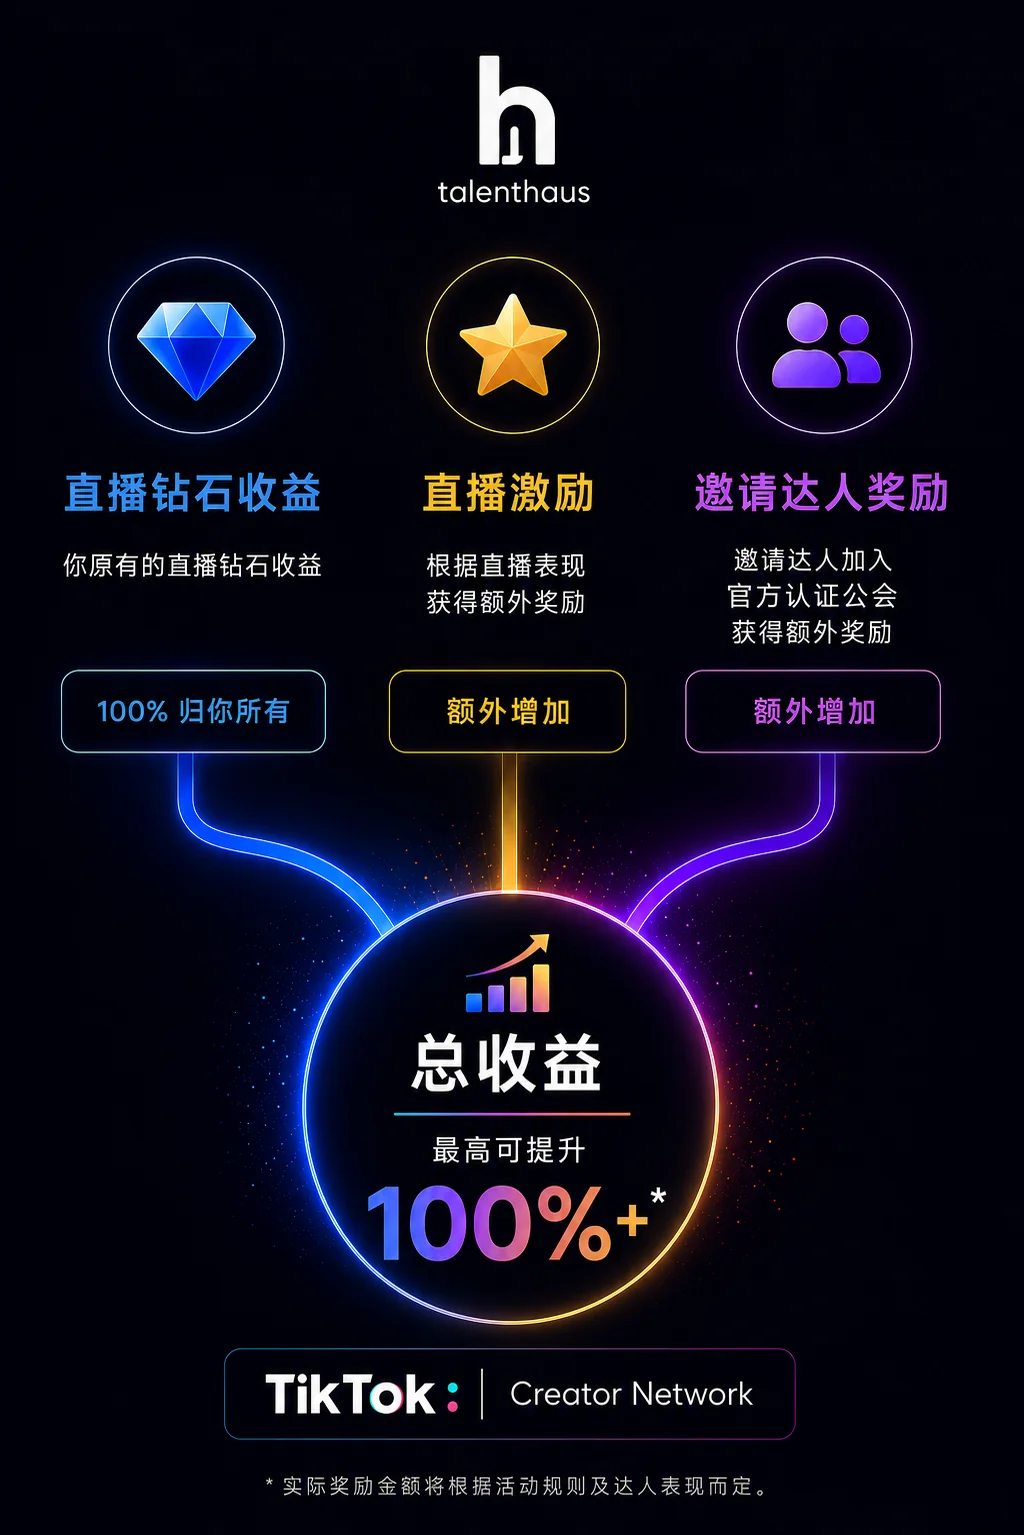 talenthaus
直播钻石收益
你原有的直播钻石收益
100% 归你所有
直播激励
根据直播表现
获得额外奖励
额外增加
邀请达人奖励
邀请达人加入
官方认证公会
获得额外奖励
额外增加
总收益
最高可提升
100%+*
TikTok: | Creator Network
* 实际奖励金额将根据活动规则及达人表现而定。